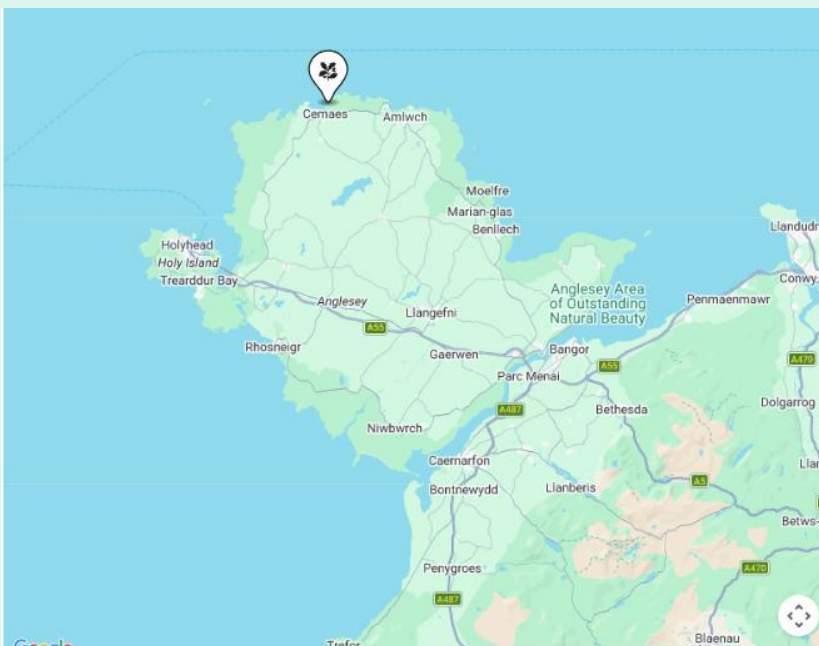 Cemaes
Amlwch
Moelfre
Marian-glas
Benllech
Holyhead
Holy Island
Trearddur Bay
Anglesey
Llangefni
Anglesey Area
of Outstanding
Natural Beauty
Llandudn
Conwy
Penmaenmawr
A55
Rhosneigr
Gaerwen
Bangor
Parc Menai
A55
A470
A487
Bethesda
Dolgarrog
Niwbwrch
Caernarfon
Bontnewydd
Llanberis
A5
Betws-
Penygroes
A470
A487
Trefor
Blaenau
Google